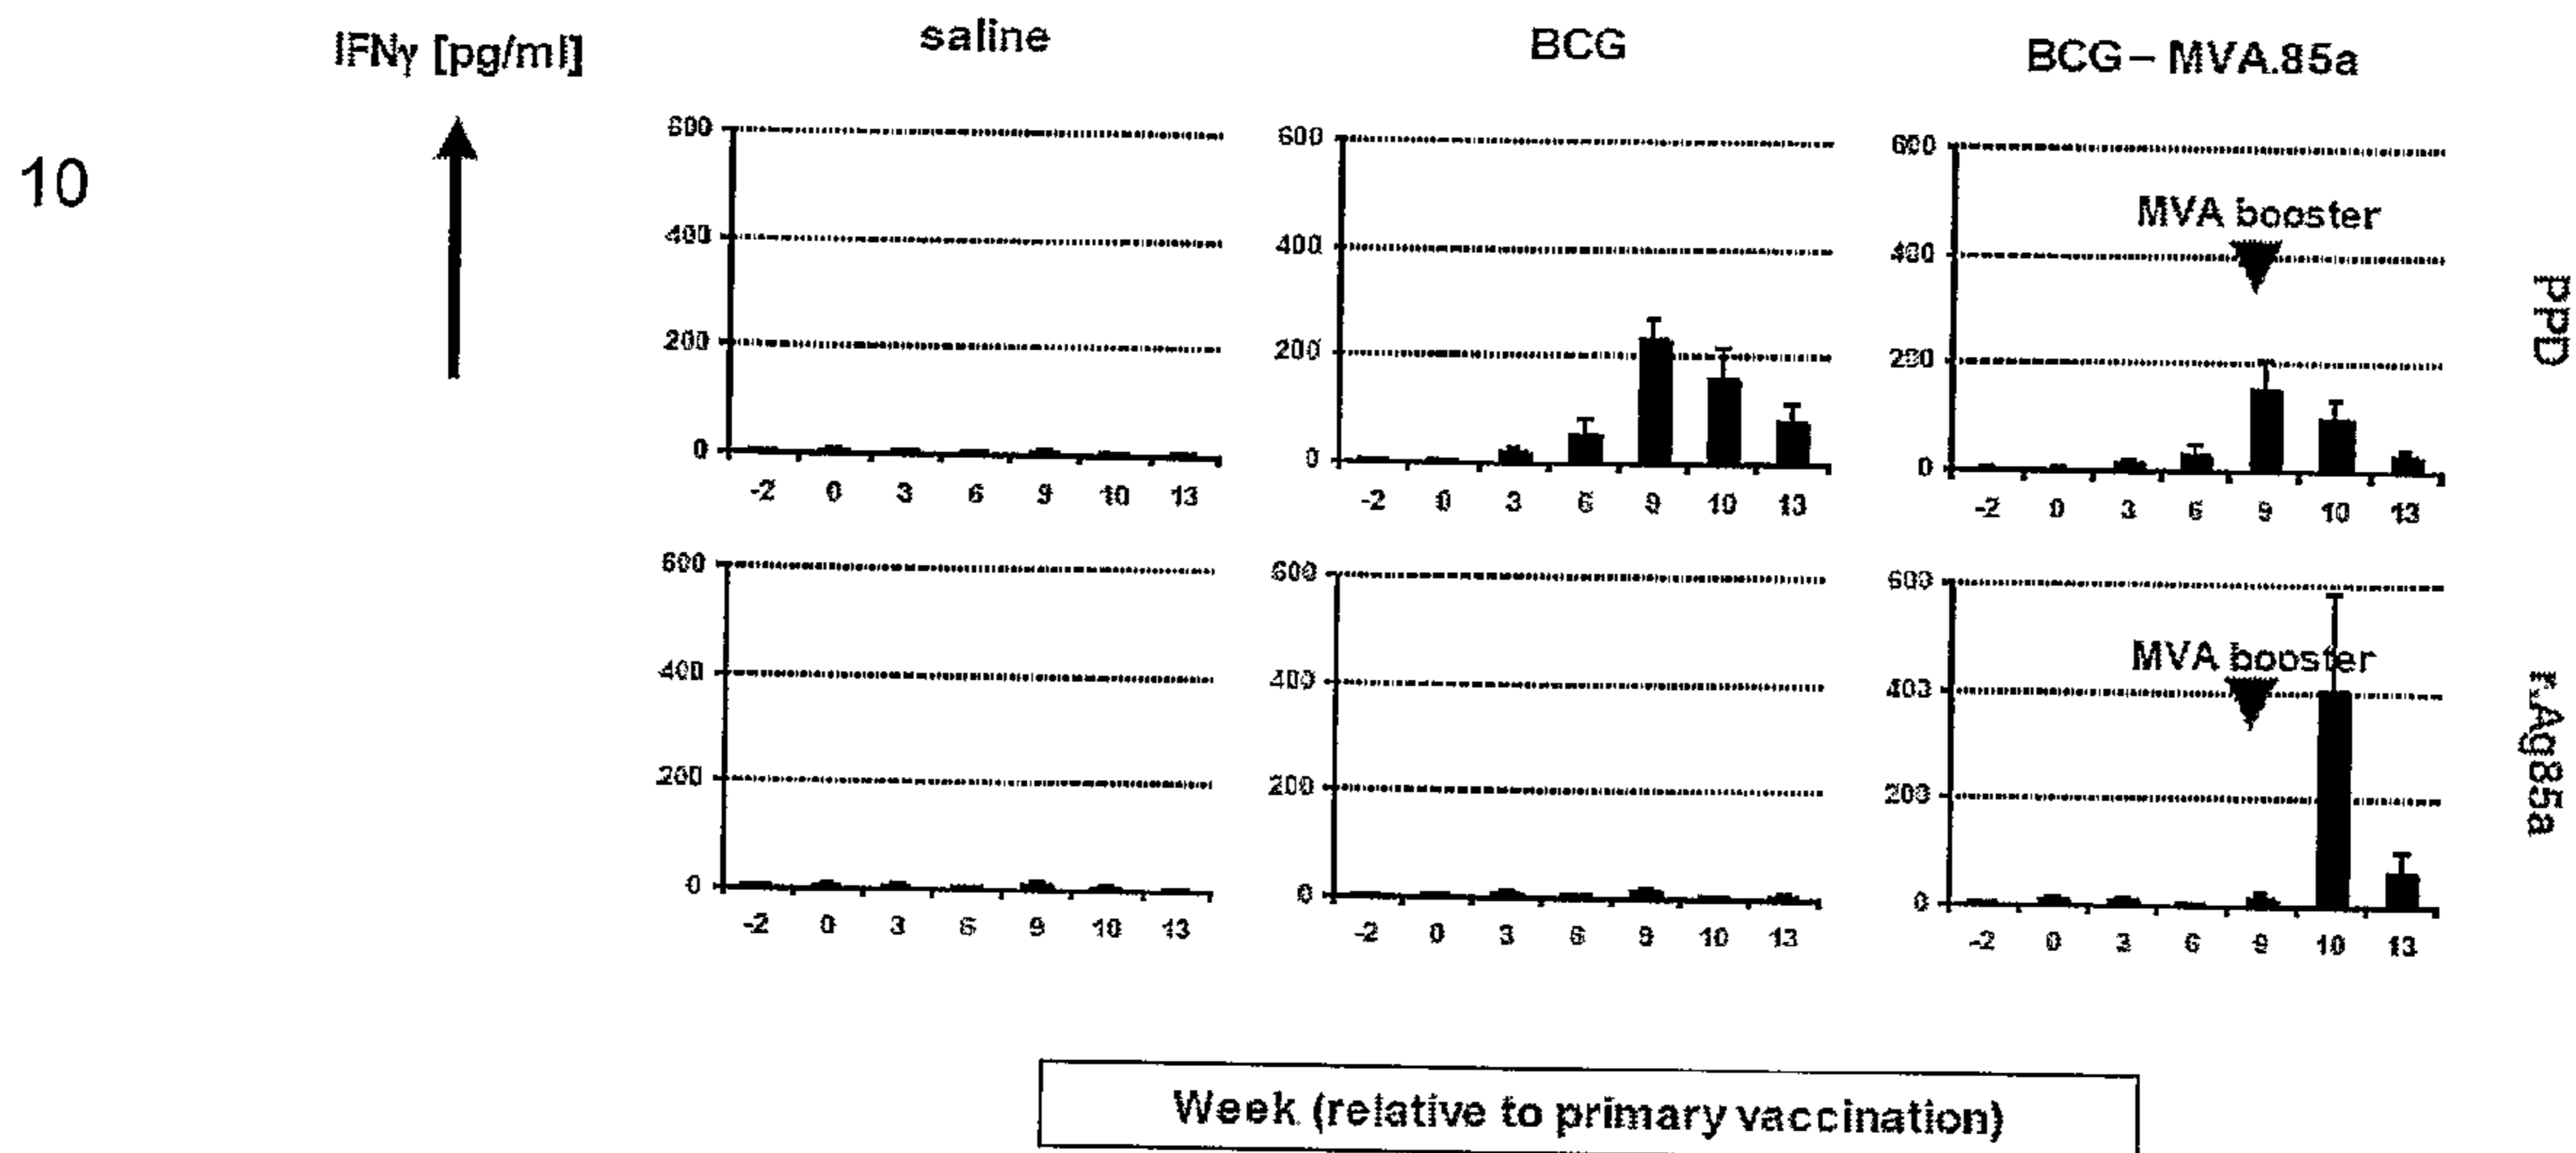 IFNγ [pg/ml]
saline
BCG
BCG – MVA.85a
10
600
400
200
0
-2 0 3 6 9 10 13
600
400
200
0
-2 0 3 6 9 10 13
600
400
200
0
-2 0 3 6 9 10 13
MVA booster
PPD
600
400
200
0
-2 0 3 6 9 10 13
600
400
200
0
-2 0 3 6 9 10 13
600
400
200
0
-2 0 3 6 9 10 13
MVA booster
r.Ag85a
Week (relative to primary vaccination)